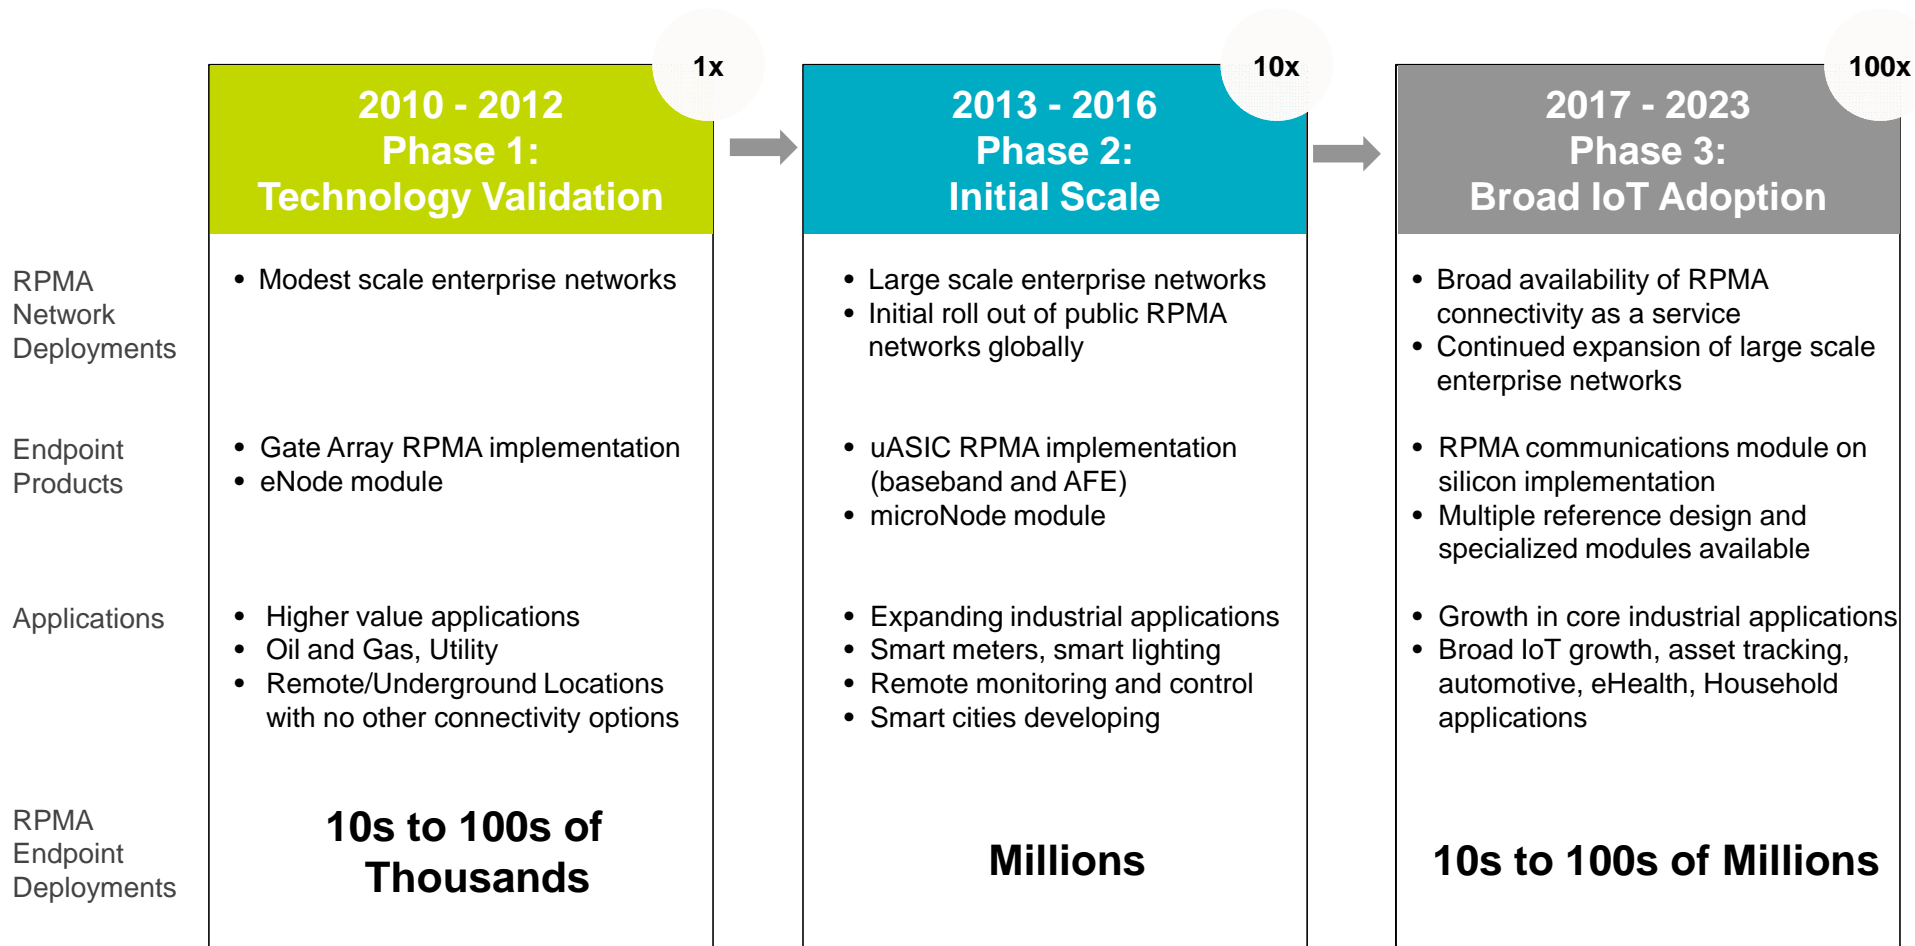 1x
10x
100x
2010 - 2012
Phase 1:
Technology Validation
2013 - 2016
Phase 2:
Initial Scale
2017 - 2023
Phase 3:
Broad IoT Adoption
RPMA
Network
Deployments
• Modest scale enterprise networks
• Large scale enterprise networks
• Initial roll out of public RPMA
networks globally
• Broad availability of RPMA
connectivity as a service
• Continued expansion of large scale
enterprise networks
Endpoint
Products
• Gate Array RPMA implementation
• eNode module
• uASIC RPMA implementation
(baseband and AFE)
• microNode module
• RPMA communications module on
silicon implementation
• Multiple reference design and
specialized modules available
Applications
• Higher value applications
• Oil and Gas, Utility
• Remote/Underground Locations
with no other connectivity options
• Expanding industrial applications
• Smart meters, smart lighting
• Remote monitoring and control
• Smart cities developing
• Growth in core industrial applications
• Broad IoT growth, asset tracking,
automotive, eHealth, Household
applications
RPMA
Endpoint
Deployments
10s to 100s of
Thousands
Millions
10s to 100s of Millions